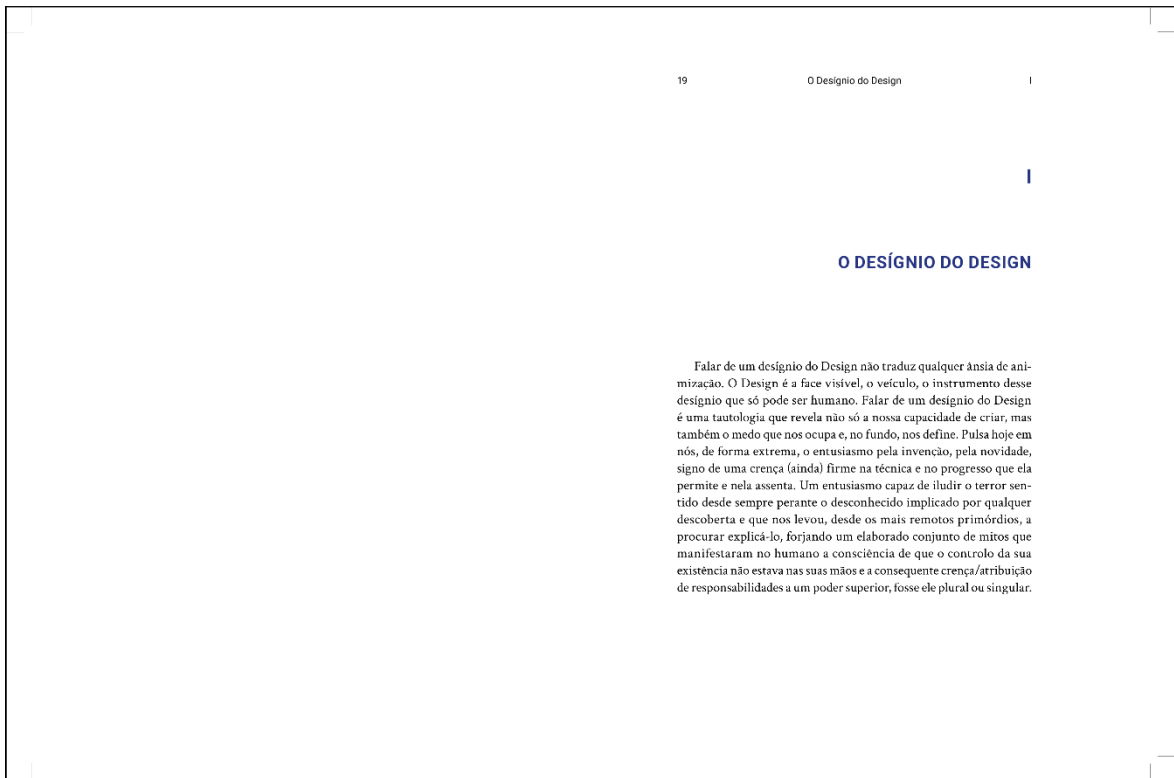 19 O Desígnio do Design I
I
O DESÍGNIO DO DESIGN
Falar de um desígnio do Design não traduz qualquer ânsia de ani-
mização. O Design é a face visível, o veículo, o instrumento desse
desígnio que só pode ser humano. Falar de um desígnio do Design
é uma tautologia que revela não só a nossa capacidade de criar, mas
também o medo que nos ocupa e, no fundo, nos define. Pulsa hoje em
nós, de forma extrema, o entusiasmo pela invenção, pela novidade,
signo de uma crença (ainda) firme na técnica e no progresso que ela
permite e nela assenta. Um entusiasmo capaz de iludir o terror sen-
tido desde sempre perante o desconhecido implicado por qualquer
descoberta e que nos levou, desde os mais remotos primórdios, a
procurar explicá-lo, forjando um elaborado conjunto de mitos que
manifestaram no humano a consciência de que o controlo da sua
existência não estava nas suas mãos e a consequente crença/atribuição
de responsabilidades a um poder superior, fosse ele plural ou singular.